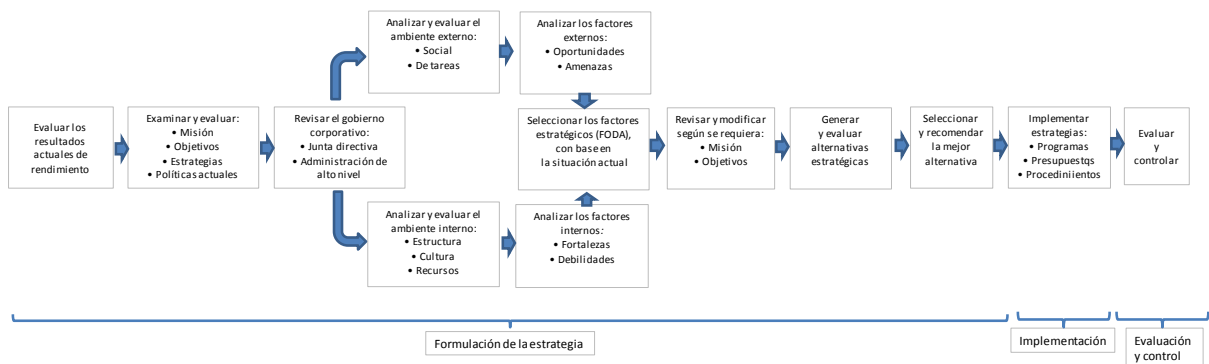 Evaluar los
resultados
actuales de
rendimiento
Examinar y evaluar:
• Misión
• Objetivos
• Estrategias
• Políticas actuales
Revisar el gobierno
corporativo:
• Junta directiva
• Administración de
alto nivel
Analizar y evaluar el
ambiente externo:
• Social
• De tareas
Analizar los factores
externos:
• Oportunidades
• Amenazas
Analizar y evaluar el
ambiente interno:
• Estructura
• Cultura
• Recursos
Analizar los factores
internos:
• Fortalezas
• Debilidades
Seleccionar los factores
estratégicos (FODA),
con base en
la situación actual
Revisar y modificar
según se requiera:
• Misión
• Objetivos
Generar
y evaluar
alternativas
estratégicas
Seleccionar
y recomendar
la mejor
alternativa
Implementar
estrategias:
• Programas
• Presupuestqs
• Procediniientos
Evaluar
y
controlar
Formulación de la estrategia
Implementación
Evaluación
y control